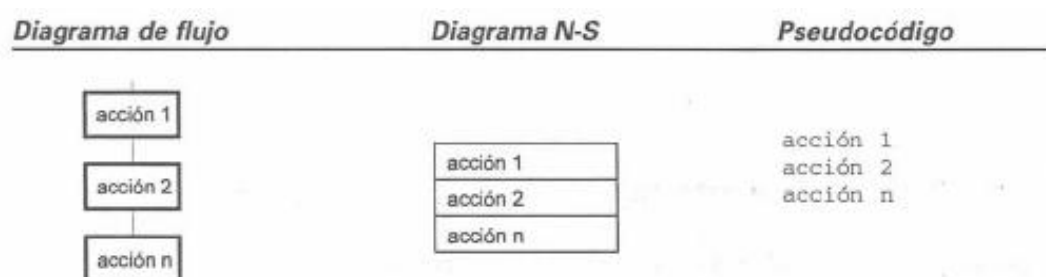 Diagrama de flujo
Diagrama N-S
Pseudocódigo
acción 1
acción 2
acción n
acción 1
acción 2
acción n
acción 1
acción 2
acción n